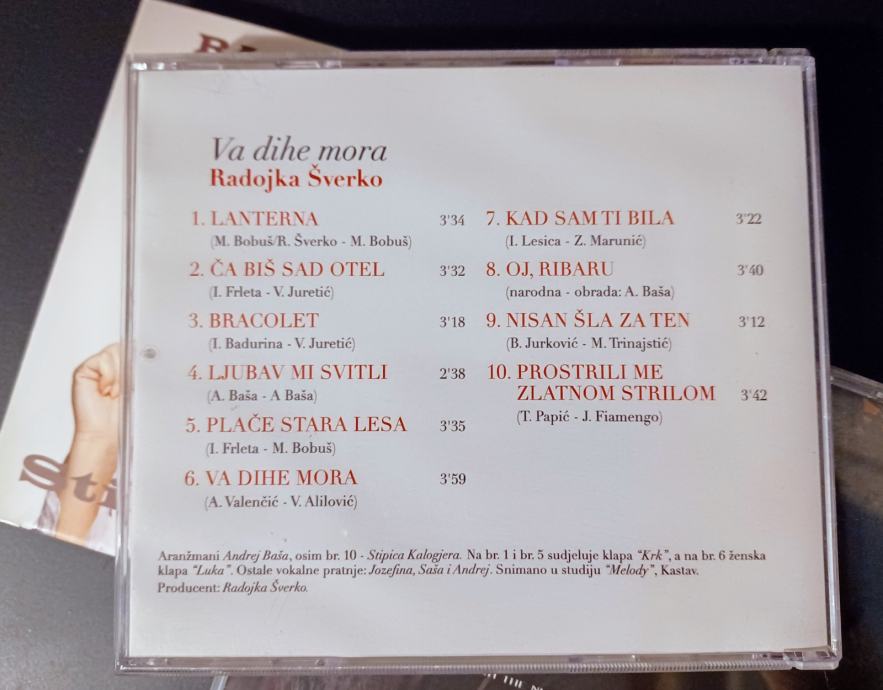 Va dihe mora
Radojka Šverko
1. LANTERNA 3'34
(M. Bobuš/R. Šverko - M. Bobuš)
2. ČA BIŠ SAD OTEL 3'32
(I. Frleta - V. Juretić)
3. BRACOLET 3'18
(I. Badurina - V. Juretić)
4. LJUBAV MI SVITLI 2'38
(A. Baša - A Baša)
5. PLAČE STARA LESA 3'35
(I. Frleta - M. Bobuš)
6. VA DIHE MORA 3'59
(A. Valenčić - V. Alilović)
7. KAD SAM TI BILA 3'22
(I. Lesica - Z. Marunić)
8. OJ, RIBARU 3'40
(narodna - obrada: A. Baša)
9. NISAN ŠLA ZA TEN 3'12
(B. Jurković - M. Trinajstić)
10. PROSTRILI ME
ZLATNOM STRILOM 3'42
(T. Papić - J. Fiamengo)
Aranžmani Andrej Baša, osim br. 10 - Stipica Kalogjera. Na br. 1 i br. 5 sudjeluje klapa "Krk", a na br. 6 ženska
klapa "Luka". Ostale vokalne pratnje: Jozefina, Saša i Andrej. Snimano u studiju "Melody", Kastav.
Producent: Radojka Šverko.